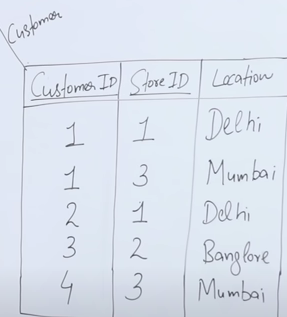 Customer
Customer ID Store ID Location
1 1 Delhi
1 3 Mumbai
2 1 Delhi
3 2 Banglore
4 3 Mumbai